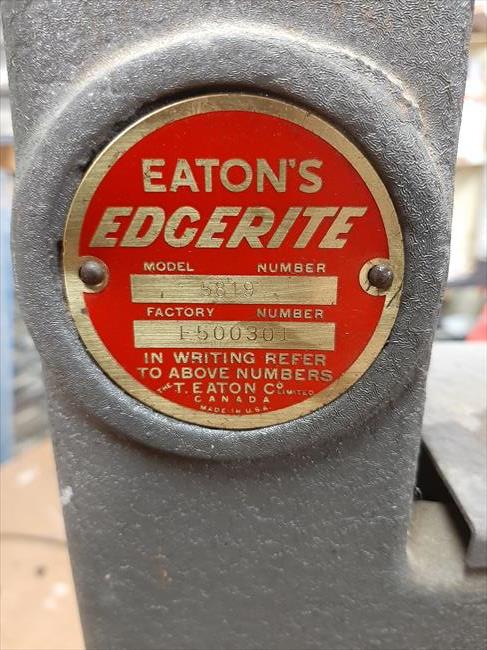 EATON'S
EDGERITE
MODEL NUMBER
5819
FACTORY NUMBER
F500301
IN WRITING REFER
TO ABOVE NUMBERS
THE T. EATON CO LIMITED
CANADA
MADE IN U.S.A.